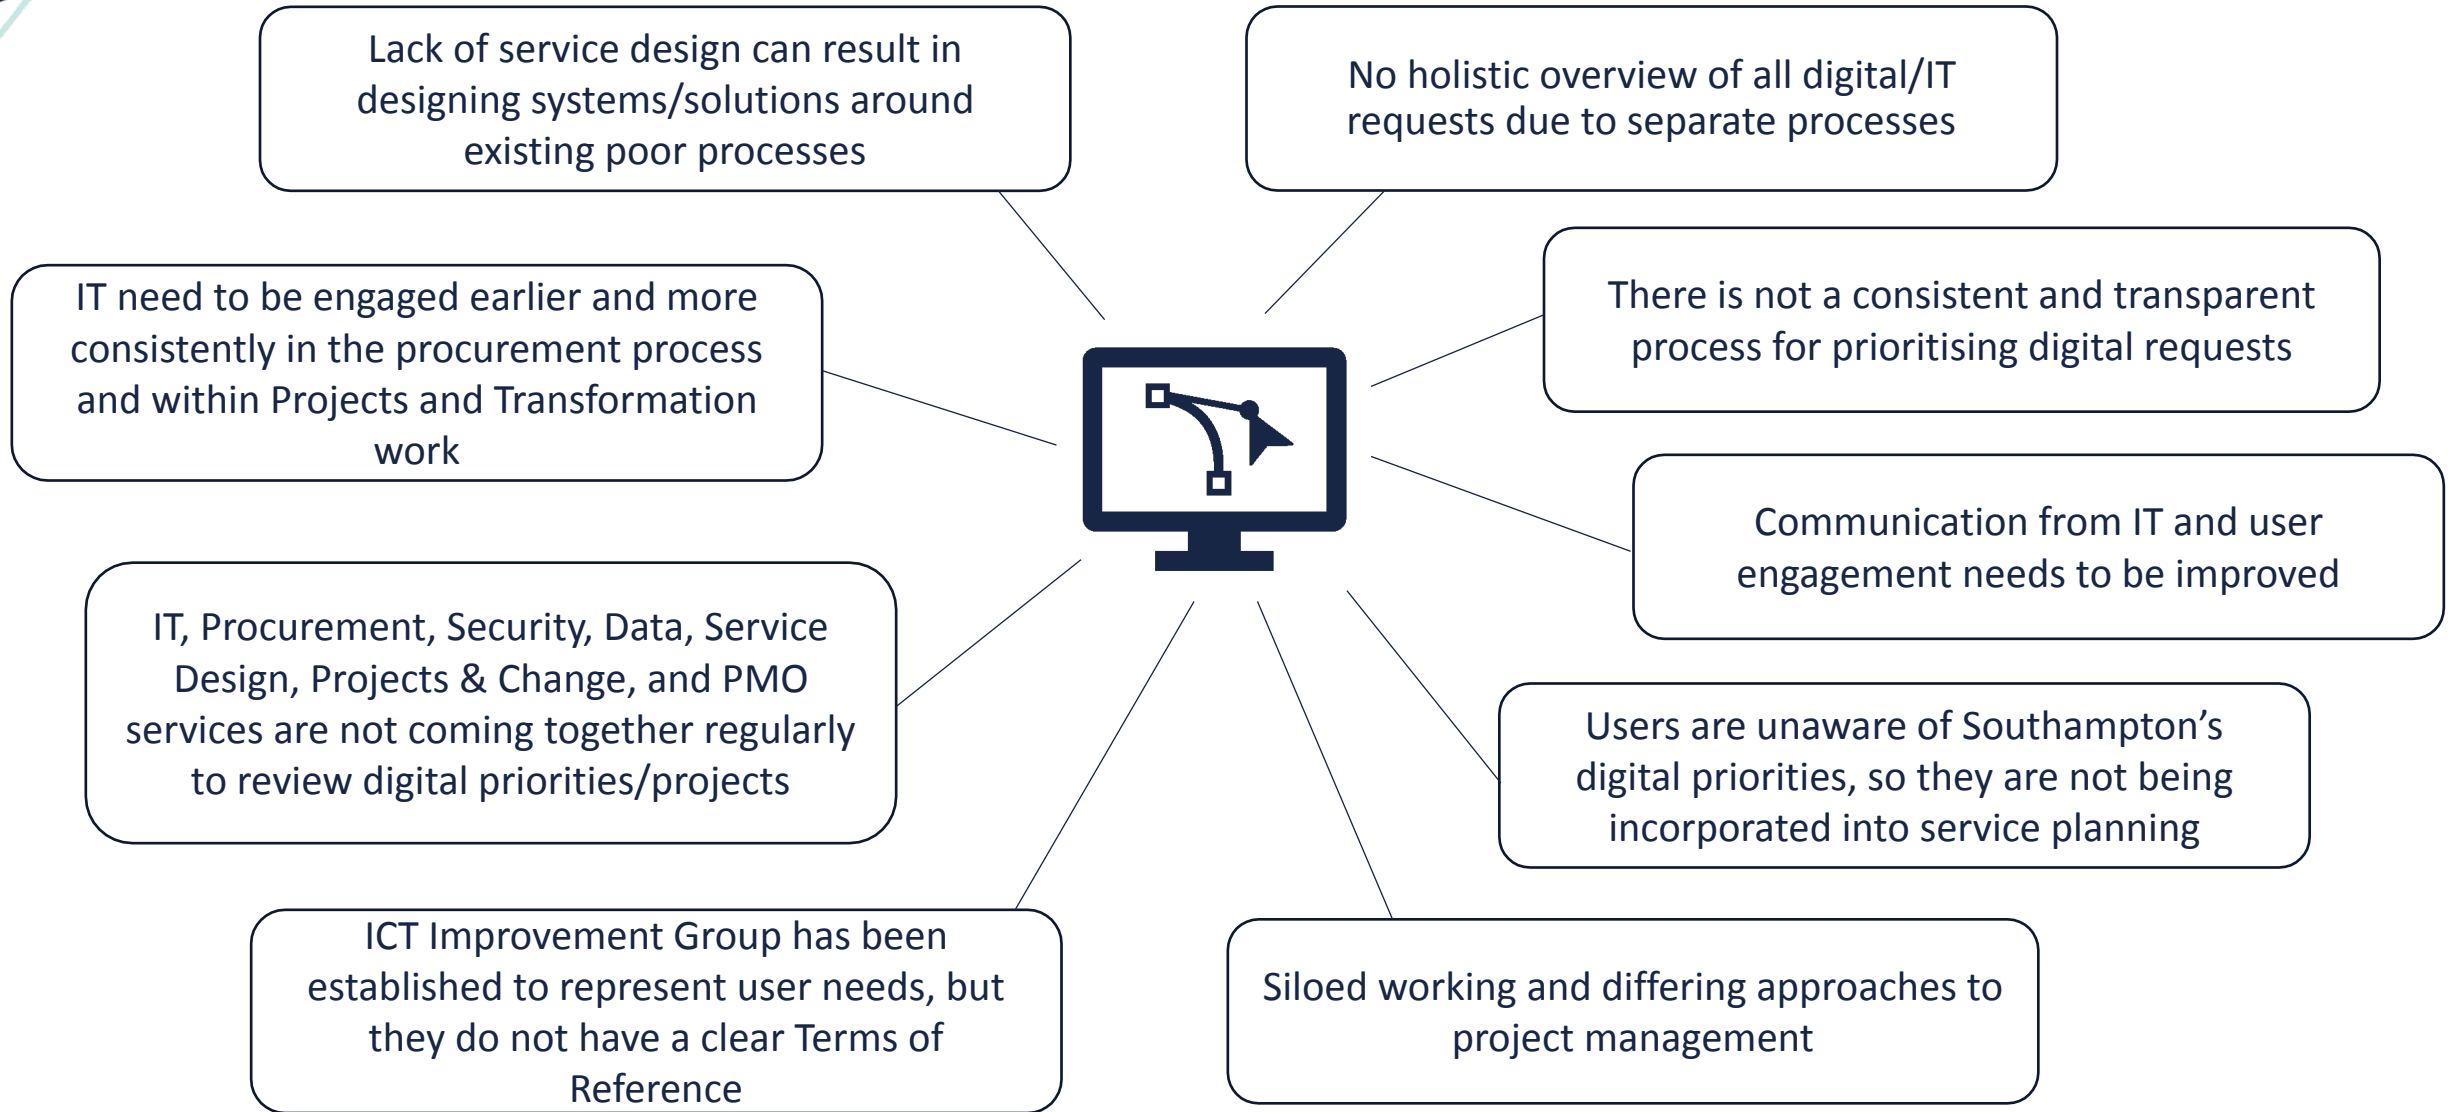 Lack of service design can result in
designing systems/solutions around
existing poor processes
No holistic overview of all digital/IT
requests due to separate processes
IT need to be engaged earlier and more
consistently in the procurement process
and within Projects and Transformation
work
There is not a consistent and transparent
process for prioritising digital requests
Communication from IT and user
engagement needs to be improved
IT, Procurement, Security, Data, Service
Design, Projects & Change, and PMO
services are not coming together regularly
to review digital priorities/projects
Users are unaware of Southampton’s
digital priorities, so they are not being
incorporated into service planning
ICT Improvement Group has been
established to represent user needs, but
they do not have a clear Terms of
Reference
Siloed working and differing approaches to
project management